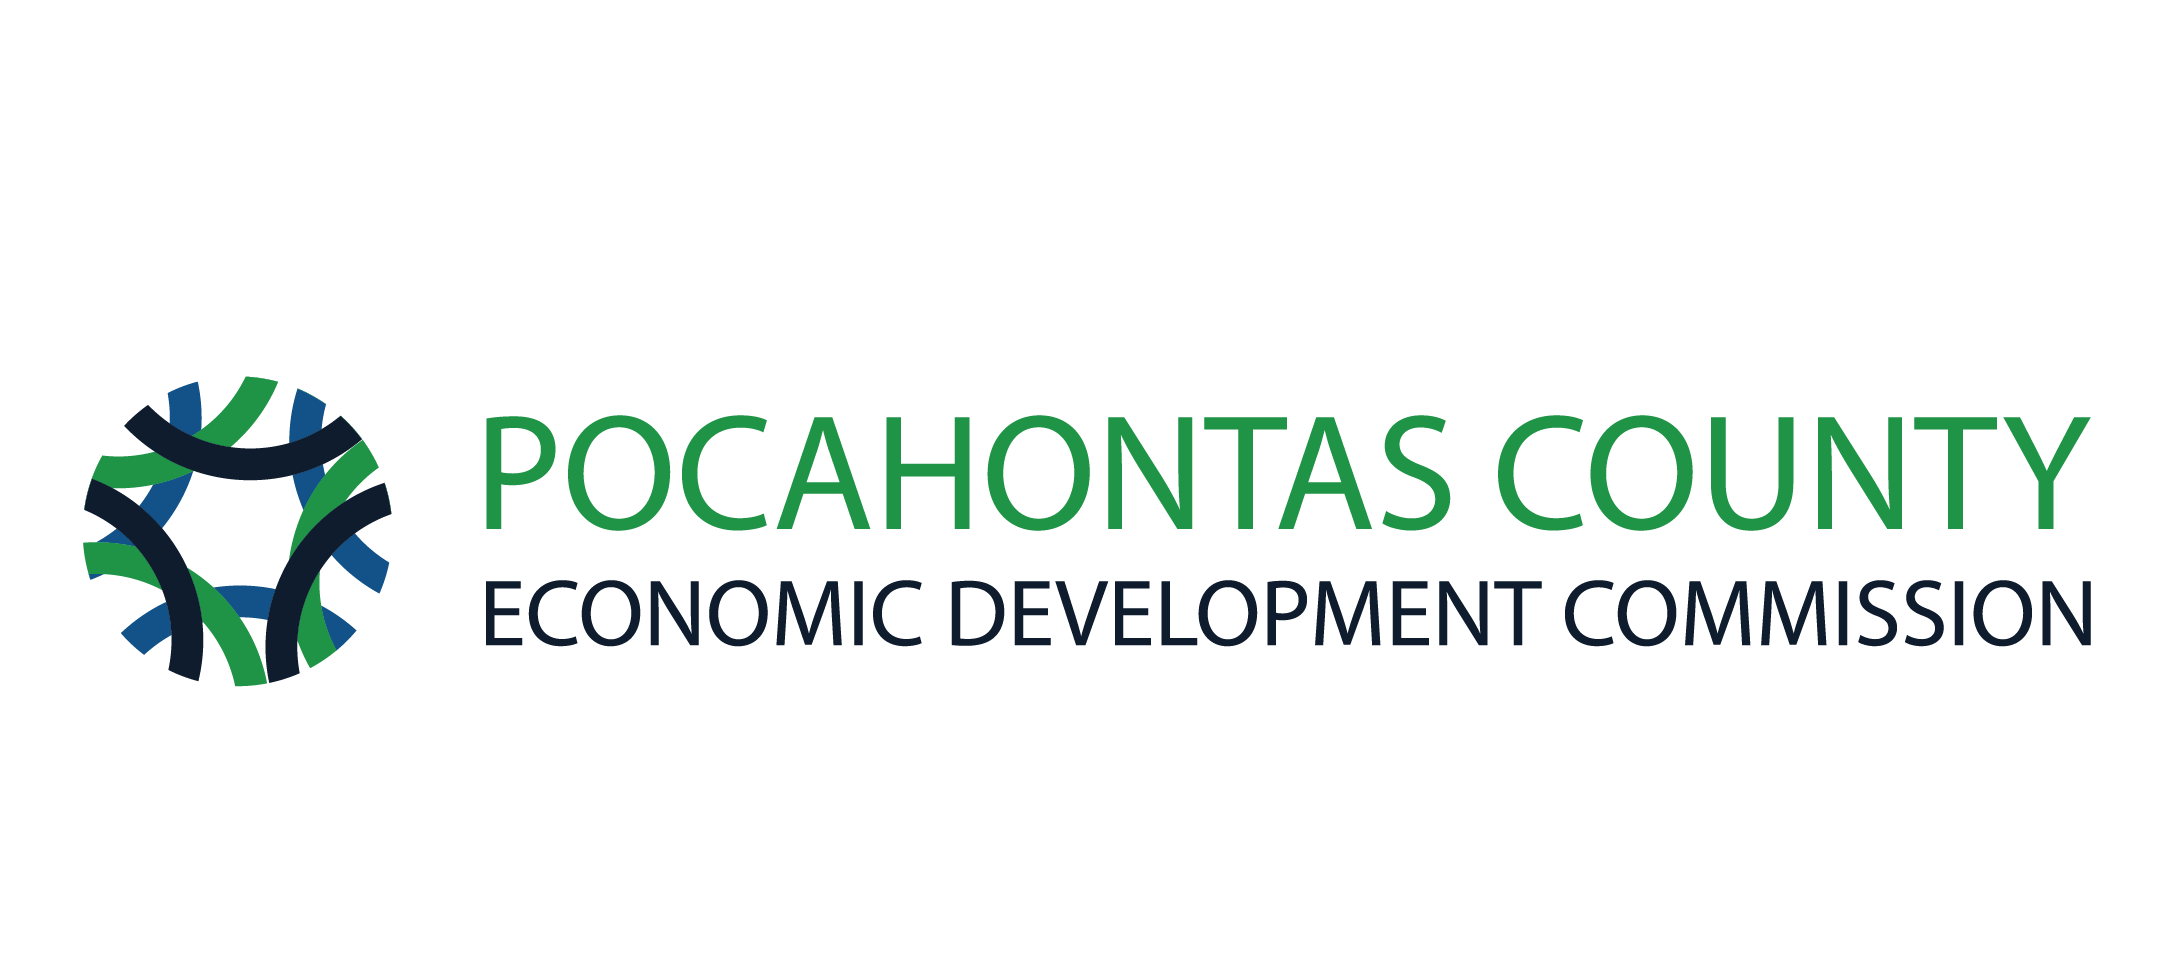 POCAHONTAS COUNTY
ECONOMIC DEVELOPMENT COMMISSION